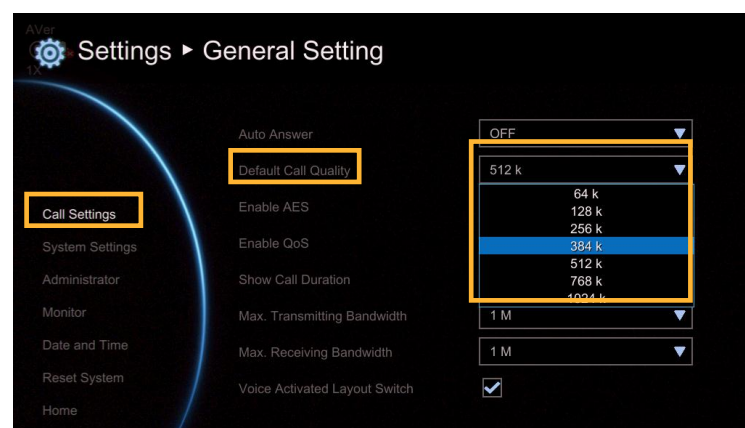 AVer
Settings ► General Setting
1X
Auto Answer
OFF
Default Call Quality
512 k
64 k
128 k
256 k
384 k
512 k
768 k
1024 k
Call Settings
System Settings
Administrator
Monitor
Date and Time
Reset System
Home
Enable AES
Enable QoS
Show Call Duration
Max. Transmitting Bandwidth
1 M
Max. Receiving Bandwidth
1 M
Voice Activated Layout Switch